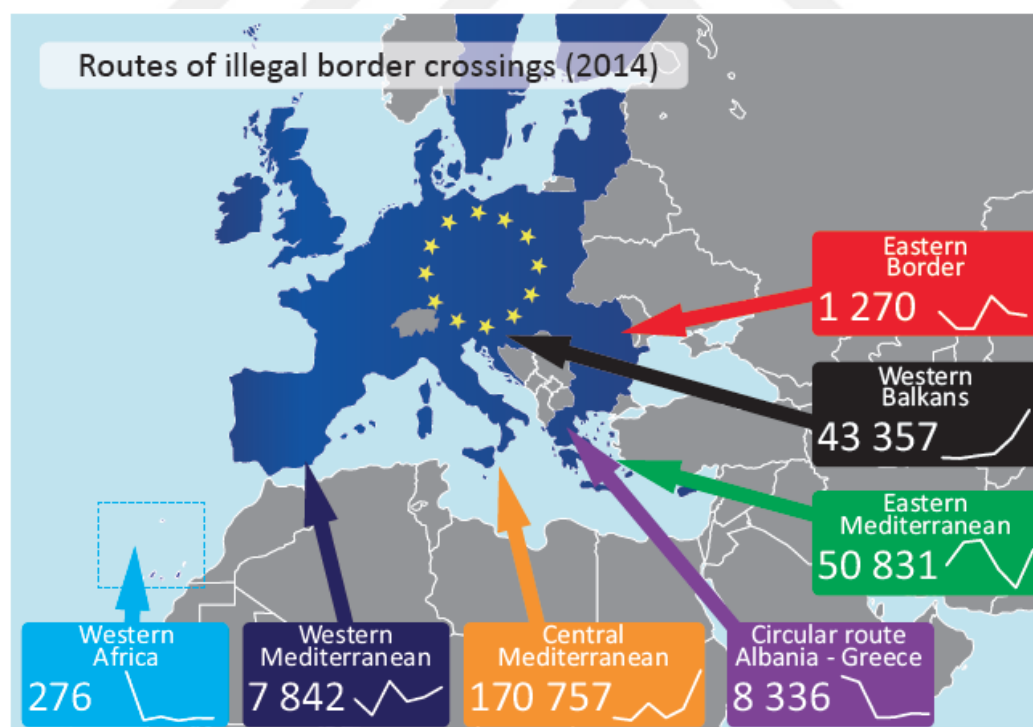 Routes of illegal border crossings (2014)
Eastern
Border
1 270
Western
Balkans
43 357
Eastern
Mediterranean
50 831
Western
Africa
276
Western
Mediterranean
7 842
Central
Mediterranean
170 757
Circular route
Albania - Greece
8 336